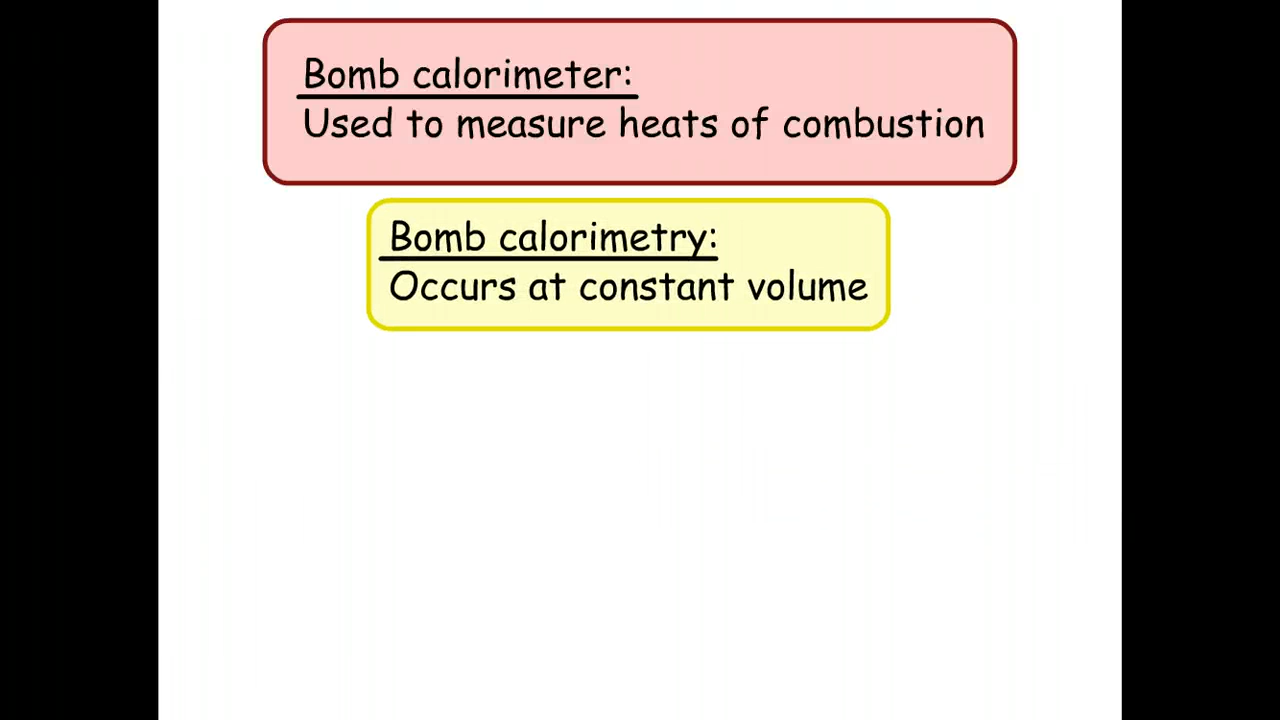 Bomb calorimeter:
Used to measure heats of combustion
Bomb calorimetry:
Occurs at constant volume